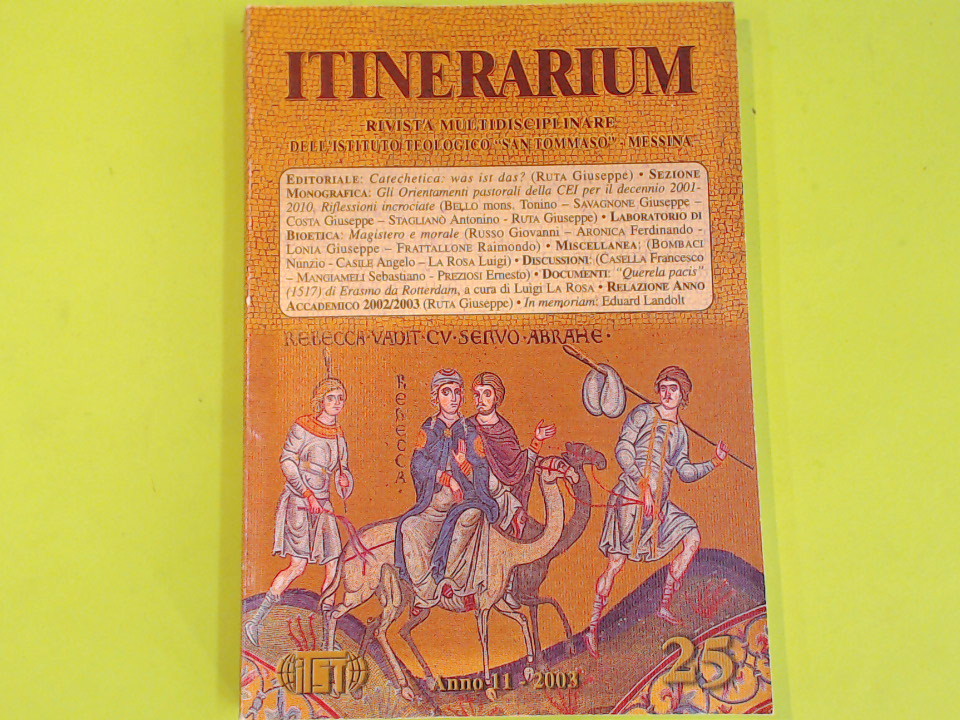 ITINERARIUM
RIVISTA MULTIDISCIPLINARE
DELL'ISTITUTO TEOLOGICO "SAN TOMMASO" - MESSINA
EDITORIALE: Catechetica: was ist das? (RUTA Giuseppe) • SEZIONE
MONOGRAFICA: Gli Orientamenti pastorali della CEI per il decennio 2001-
2010, Riflessioni incrociate (BELLO mons. Tonino – SAVAGNONE Giuseppe –
COSTA Giuseppe – STAGLIANÒ Antonino - RUTA Giuseppe) • LABORATORIO DI
BIOETICA: Magistero e morale (RUSSO Giovanni – ARONICA Ferdinando -
LONIA Giuseppe – FRATTALLONE Raimondo) • MISCELLANEA: (BOMBACI
Nunzio - CASILE Angelo – LA ROSA Luigi) • DISCUSSIONI: (CASELLA Francesco
– MANGIAMELI Sebastiano - PREZIOSI Ernesto) • DOCUMENTI: "Querela pacis"
(1517) di Erasmo da Rotterdam, a cura di Luigi LA ROSA • RELAZIONE ANNO
ACCADEMICO 2002/2003 (RUTA Giuseppe) • In memoriam: Eduard Landolt
REBECCA·VADIT·CV·SERVO·ABRAHE·
REBECCA
ITST
Anno 11 - 2003
25